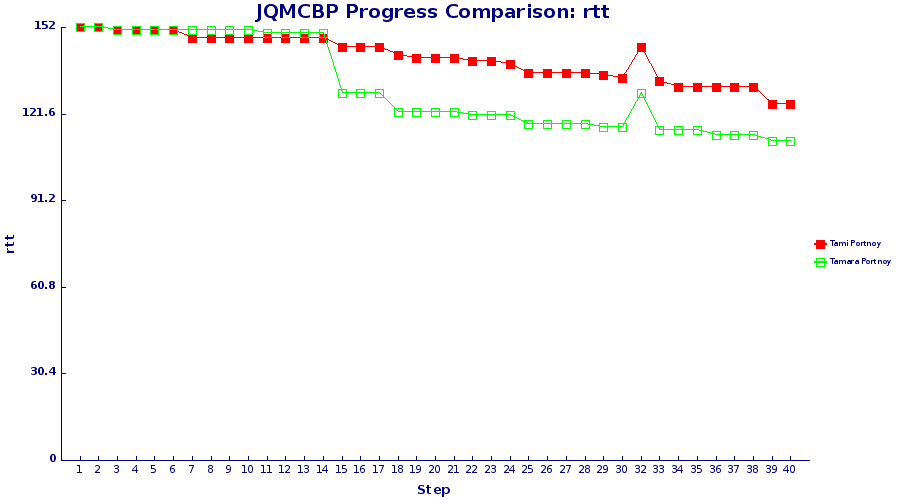 JQMCBP Progress Comparison: rtt
152
121.6
91.2
60.8
30.4
0
rtt
1 2 3 4 5 6 7 8 9 10 11 12 13 14 15 16 17 18 19 20 21 22 23 24 25 26 27 28 29 30 32 33 34 35 36 37 38 39 40
Step
Tami Portnoy
Tamara Portnoy